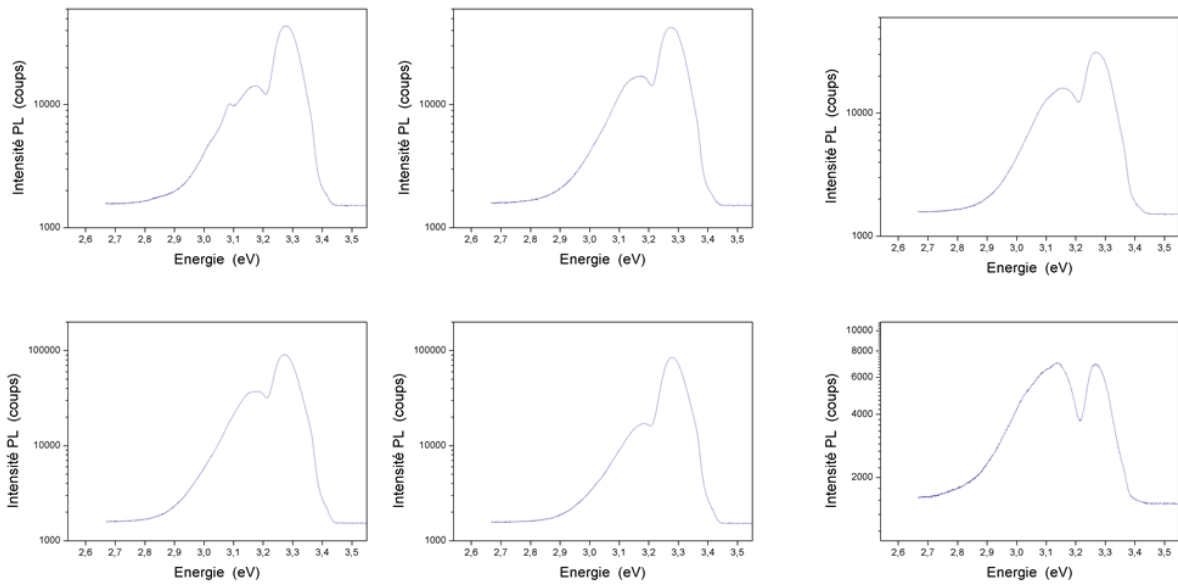 Intensité PL (coups)
10000
1000
2,6 2,7 2,8 2,9 3,0 3,1 3,2 3,3 3,4 3,5
Energie (eV)
Intensité PL (coups)
10000
1000
2,6 2,7 2,8 2,9 3,0 3,1 3,2 3,3 3,4 3,5
Energie (eV)
Intensité PL (coups)
10000
1000
2,6 2,7 2,8 2,9 3,0 3,1 3,2 3,3 3,4 3,5
Energie (eV)
Intensité PL (coups)
100000
10000
1000
2,6 2,7 2,8 2,9 3,0 3,1 3,2 3,3 3,4 3,5
Energie (eV)
Intensité PL (coups)
100000
10000
1000
2,6 2,7 2,8 2,9 3,0 3,1 3,2 3,3 3,4 3,5
Energie (eV)
Intensité PL (coups)
10000
8000
6000
4000
2000
2,6 2,7 2,8 2,9 3,0 3,1 3,2 3,3 3,4 3,5
Energie (eV)